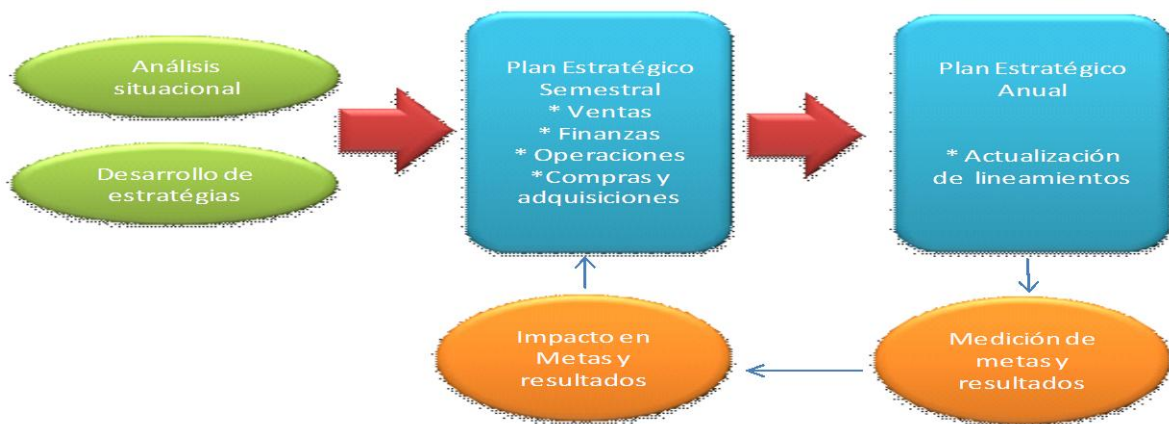 Análisis
situacional
Desarrollo de
estratégias
Plan Estratégico
Semestral
* Ventas
* Finanzas
* Operaciones
*Compras y
adquisiciones
Plan Estratégico
Anual
* Actualización
de lineamientos
Impacto en
Metas y
resultados
Medición de
metas y
resultados